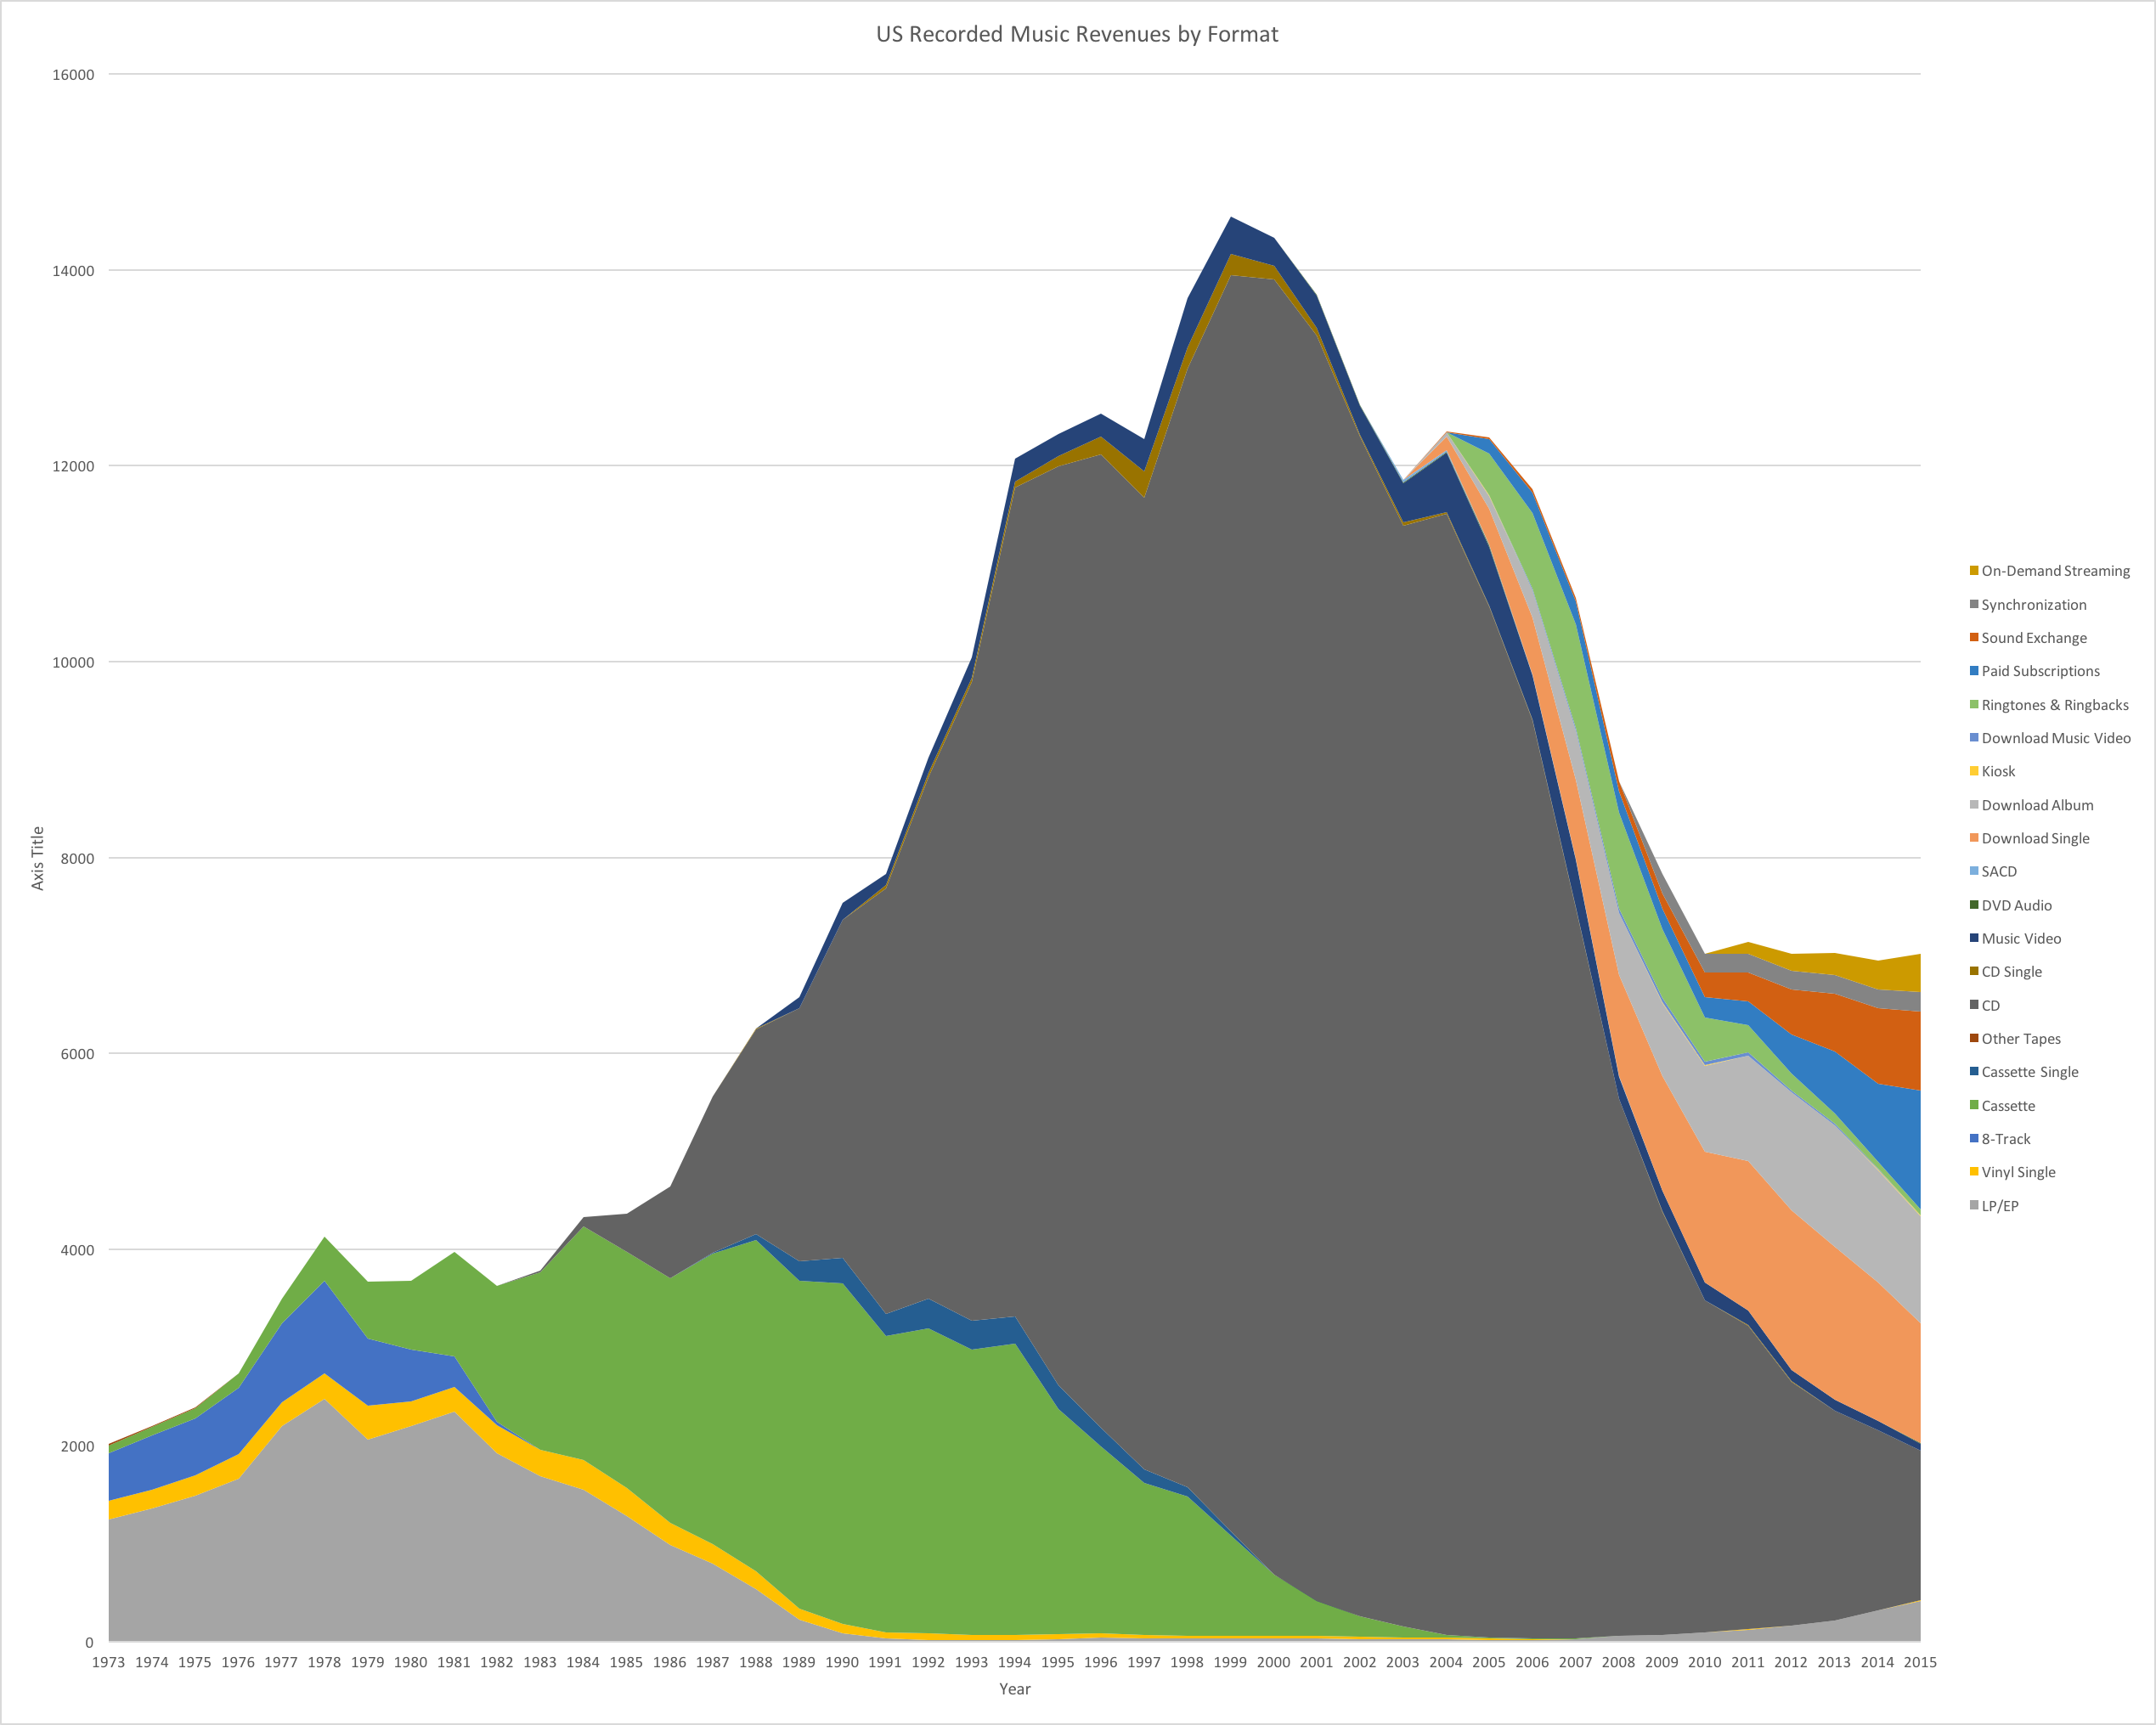 US Recorded Music Revenues by Format
16000
14000
12000
10000
8000
6000
4000
2000
0
Axis Title
1973 1974 1975 1976 1977 1978 1979 1980 1981 1982 1983 1984 1985 1986 1987 1988 1989 1990 1991 1992 1993 1994 1995 1996 1997 1998 1999 2000 2001 2002 2003 2004 2005 2006 2007 2008 2009 2010 2011 2012 2013 2014 2015
Year
On-Demand Streaming
Synchronization
Sound Exchange
Paid Subscriptions
Ringtones & Ringbacks
Download Music Video
Kiosk
Download Album
Download Single
SACD
DVD Audio
Music Video
CD Single
CD
Other Tapes
Cassette Single
Cassette
8-Track
Vinyl Single
LP/EP